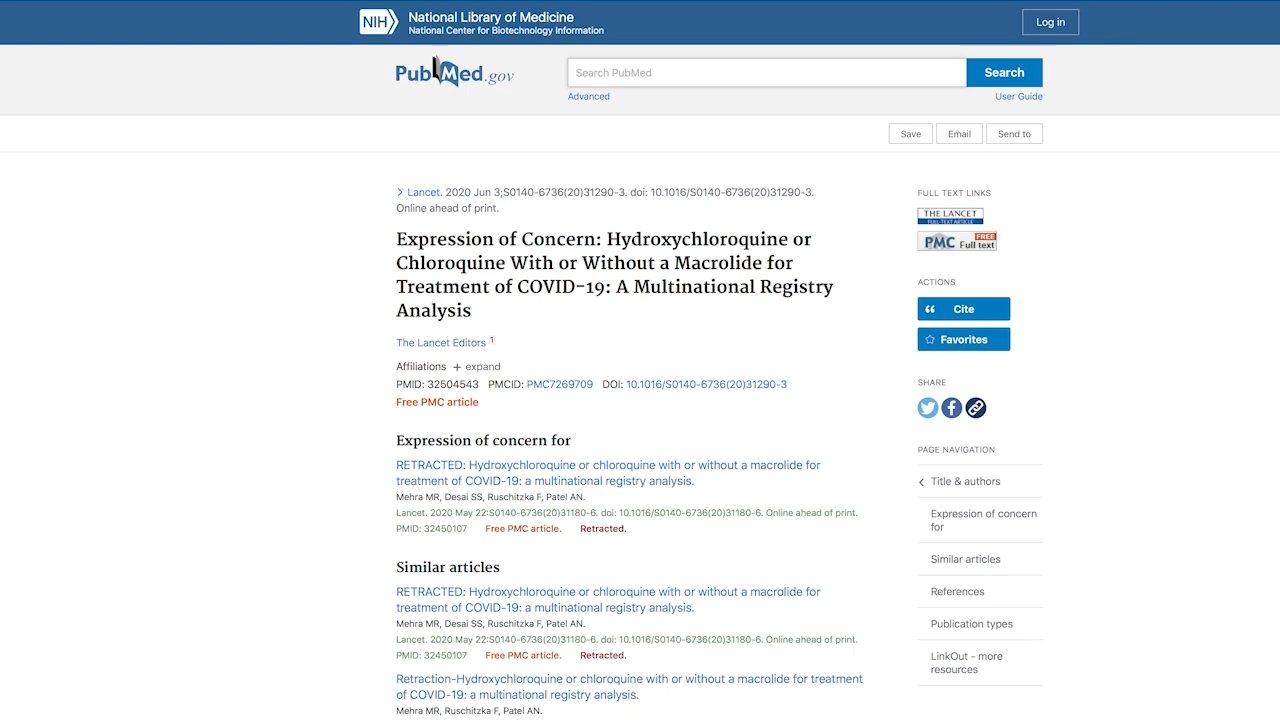 NIH National Library of Medicine
National Center for Biotechnology Information
Log in
PubMed.gov
Search PubMed
Search
Advanced
User Guide
Save
Email
Send to
Lancet. 2020 Jun 3;S0140-6736(20)31290-3. doi: 10.1016/S0140-6736(20)31290-3.
Online ahead of print.
Expression of Concern: Hydroxychloroquine or
Chloroquine With or Without a Macrolide for
Treatment of COVID-19: A Multinational Registry
Analysis
The Lancet Editors 1
Affiliations + expand
PMID: 32504543 PMCID: PMC7269709 DOI: 10.1016/S0140-6736(20)31290-3
Free PMC article
Expression of concern for
RETRACTED: Hydroxychloroquine or chloroquine with or without a macrolide for
treatment of COVID-19: a multinational registry analysis.
Mehra MR, Desai SS, Ruschitzka F, Patel AN.
Lancet. 2020 May 22:S0140-6736(20)31180-6. doi: 10.1016/S0140-6736(20)31180-6. Online ahead of print.
PMID: 32450107 Free PMC article. Retracted.
Similar articles
RETRACTED: Hydroxychloroquine or chloroquine with or without a macrolide for
treatment of COVID-19: a multinational registry analysis.
Mehra MR, Desai SS, Ruschitzka F, Patel AN.
Lancet. 2020 May 22:S0140-6736(20)31180-6. doi: 10.1016/S0140-6736(20)31180-6. Online ahead of print.
PMID: 32450107 Free PMC article. Retracted.
Retraction-Hydroxychloroquine or chloroquine with or without a macrolide for treatment
of COVID-19: a multinational registry analysis.
Mehra MR, Ruschitzka F, Patel AN.
FULL TEXT LINKS
THE LANCET
FULL-TEXT ARTICLE
PMC FREE Full text
ACTIONS
Cite
Favorites
SHARE
PAGE NAVIGATION
Title & authors
Expression of concern
for
Similar articles
References
Publication types
LinkOut - more
resources